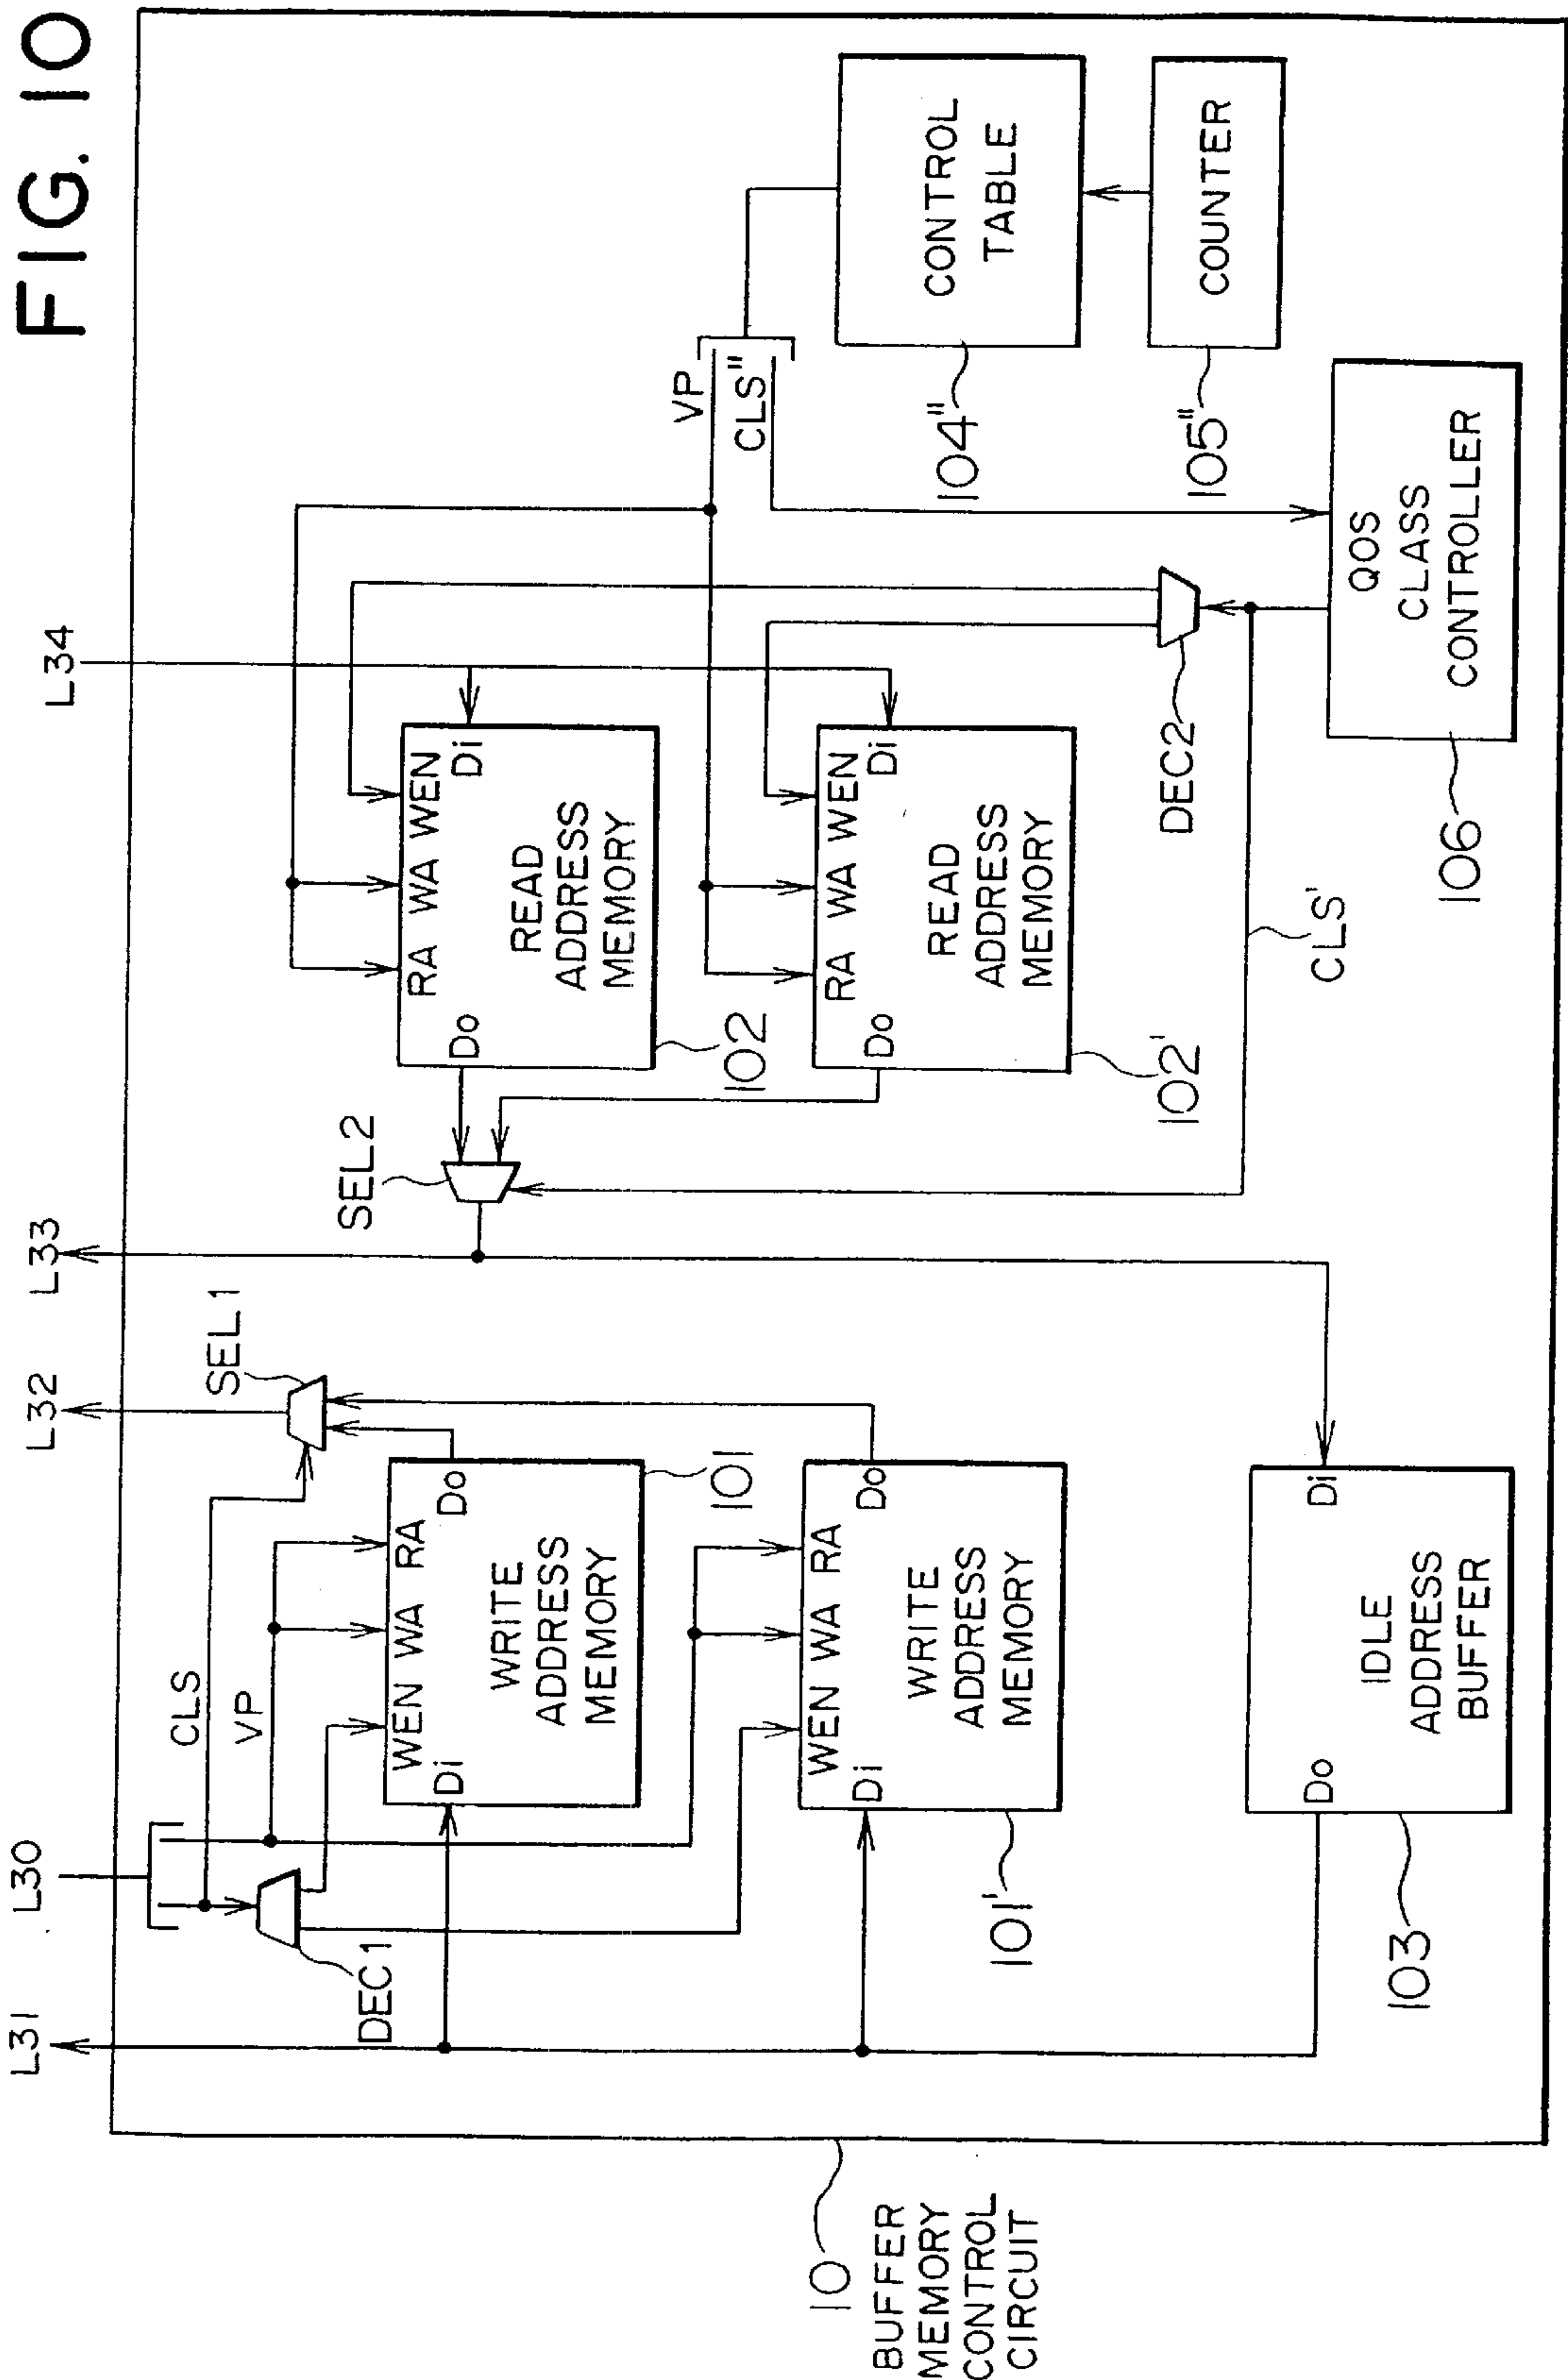 FIG. 10
L31
L30
L32
L33
L34
CLS
VP
DEC1
SEL1
WEN WA RA
Di
Do
WRITE
ADDRESS
MEMORY
101
WEN WA RA
Di
Do
WRITE
ADDRESS
MEMORY
101'
Do
Di
IDLE
ADDRESS
BUFFER
103
SEL2
RA WA WEN
Do
Di
READ
ADDRESS
MEMORY
102
RA WA WEN
Do
Di
READ
ADDRESS
MEMORY
102'
CLS'
DEC2
VP
CLS"
QOS
CLASS
CONTROLLER
106
CONTROL
TABLE
104"
COUNTER
105"
10
BUFFER
MEMORY
CONTROL
CIRCUIT